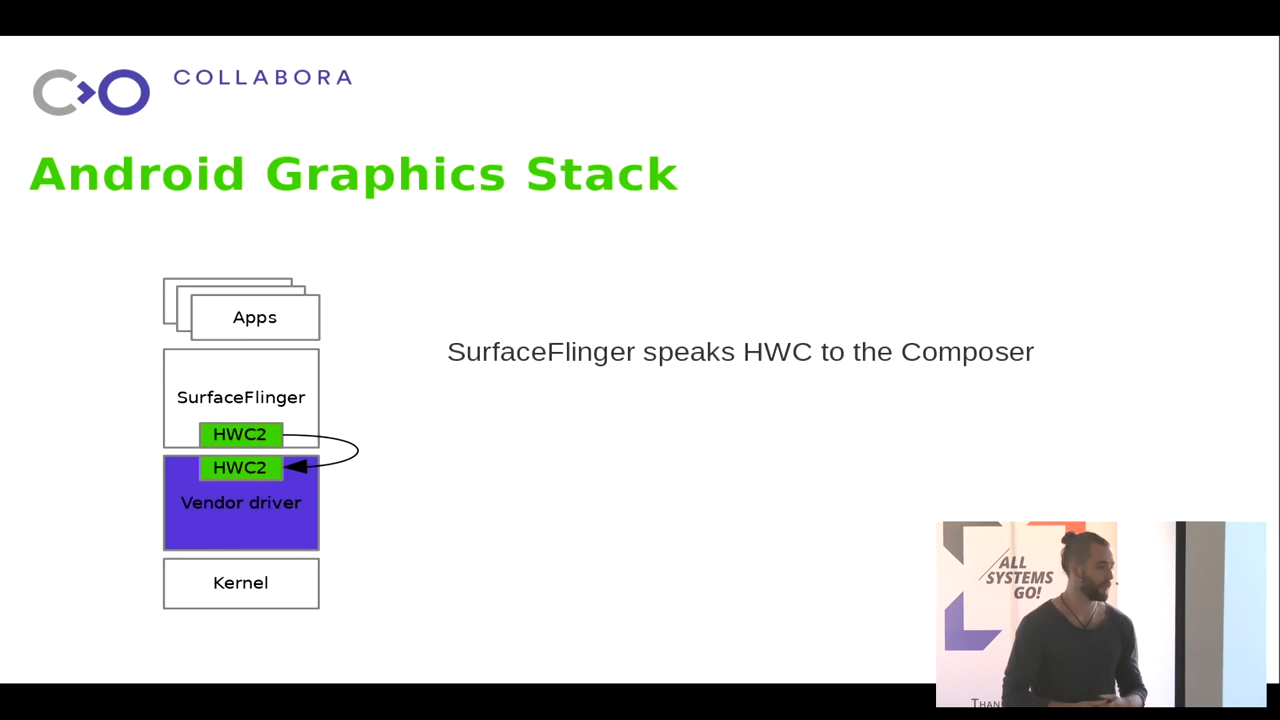 COLLABORA
Android Graphics Stack
Apps
SurfaceFlinger speaks HWC to the Composer
SurfaceFlinger
HWC2
HWC2
Vendor driver
Kernel
ALL
SYSTEMS
GO!